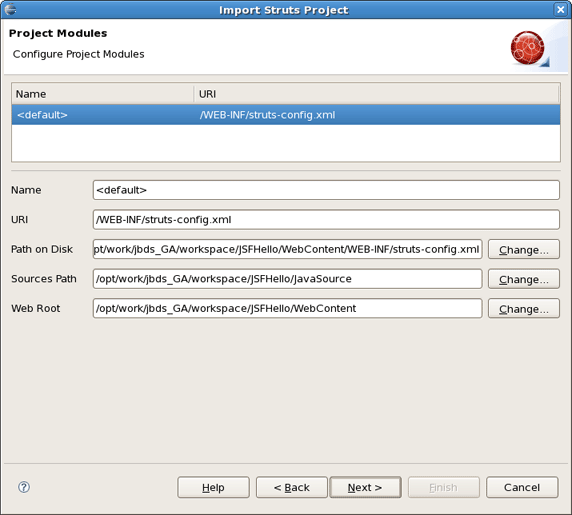 Import Struts Project
Project Modules
Configure Project Modules
Name URI
<default> /WEB-INF/struts-config.xml
Name <default>
URI /WEB-INF/struts-config.xml
Path on Disk pt/work/jbds_GA/workspace/JSFHello/WebContent/WEB-INF/struts-config.xml Change...
Sources Path /opt/work/jbds_GA/workspace/JSFHello/JavaSource Change...
Web Root /opt/work/jbds_GA/workspace/JSFHello/WebContent Change...
? Help < Back Next > Finish Cancel